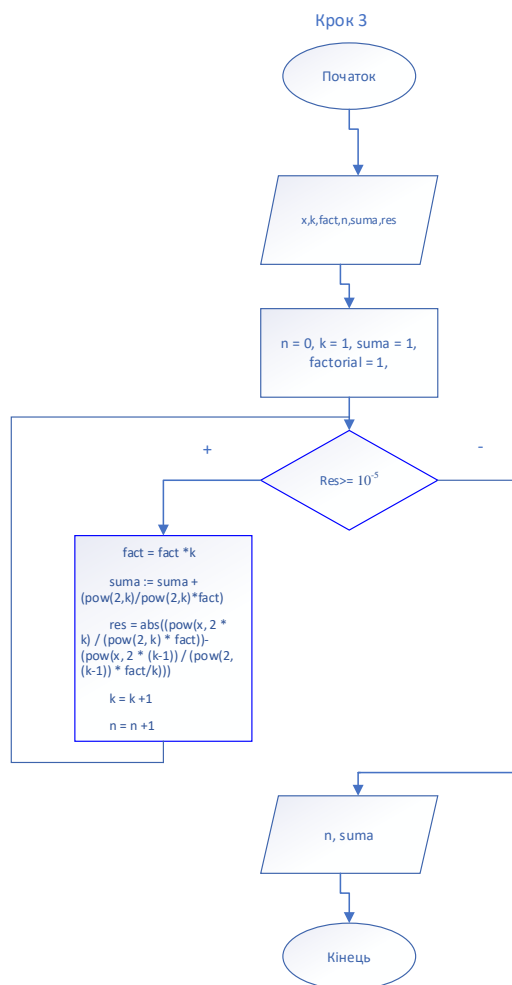 Крок 3
Початок
x,k,fact,n,suma,res
n = 0, k = 1, suma = 1,
factorial = 1,
+
-
Res>= 10⁻⁵
fact = fact *k
suma := suma +
(pow(2,k)/pow(2,k)*fact)
res = abs((pow(x, 2 *
k) / (pow(2, k) * fact))-
(pow(x, 2 * (k-1)) / (pow(2,
(k-1)) * fact/k)))
k = k +1
n = n +1
n, suma
Кінець